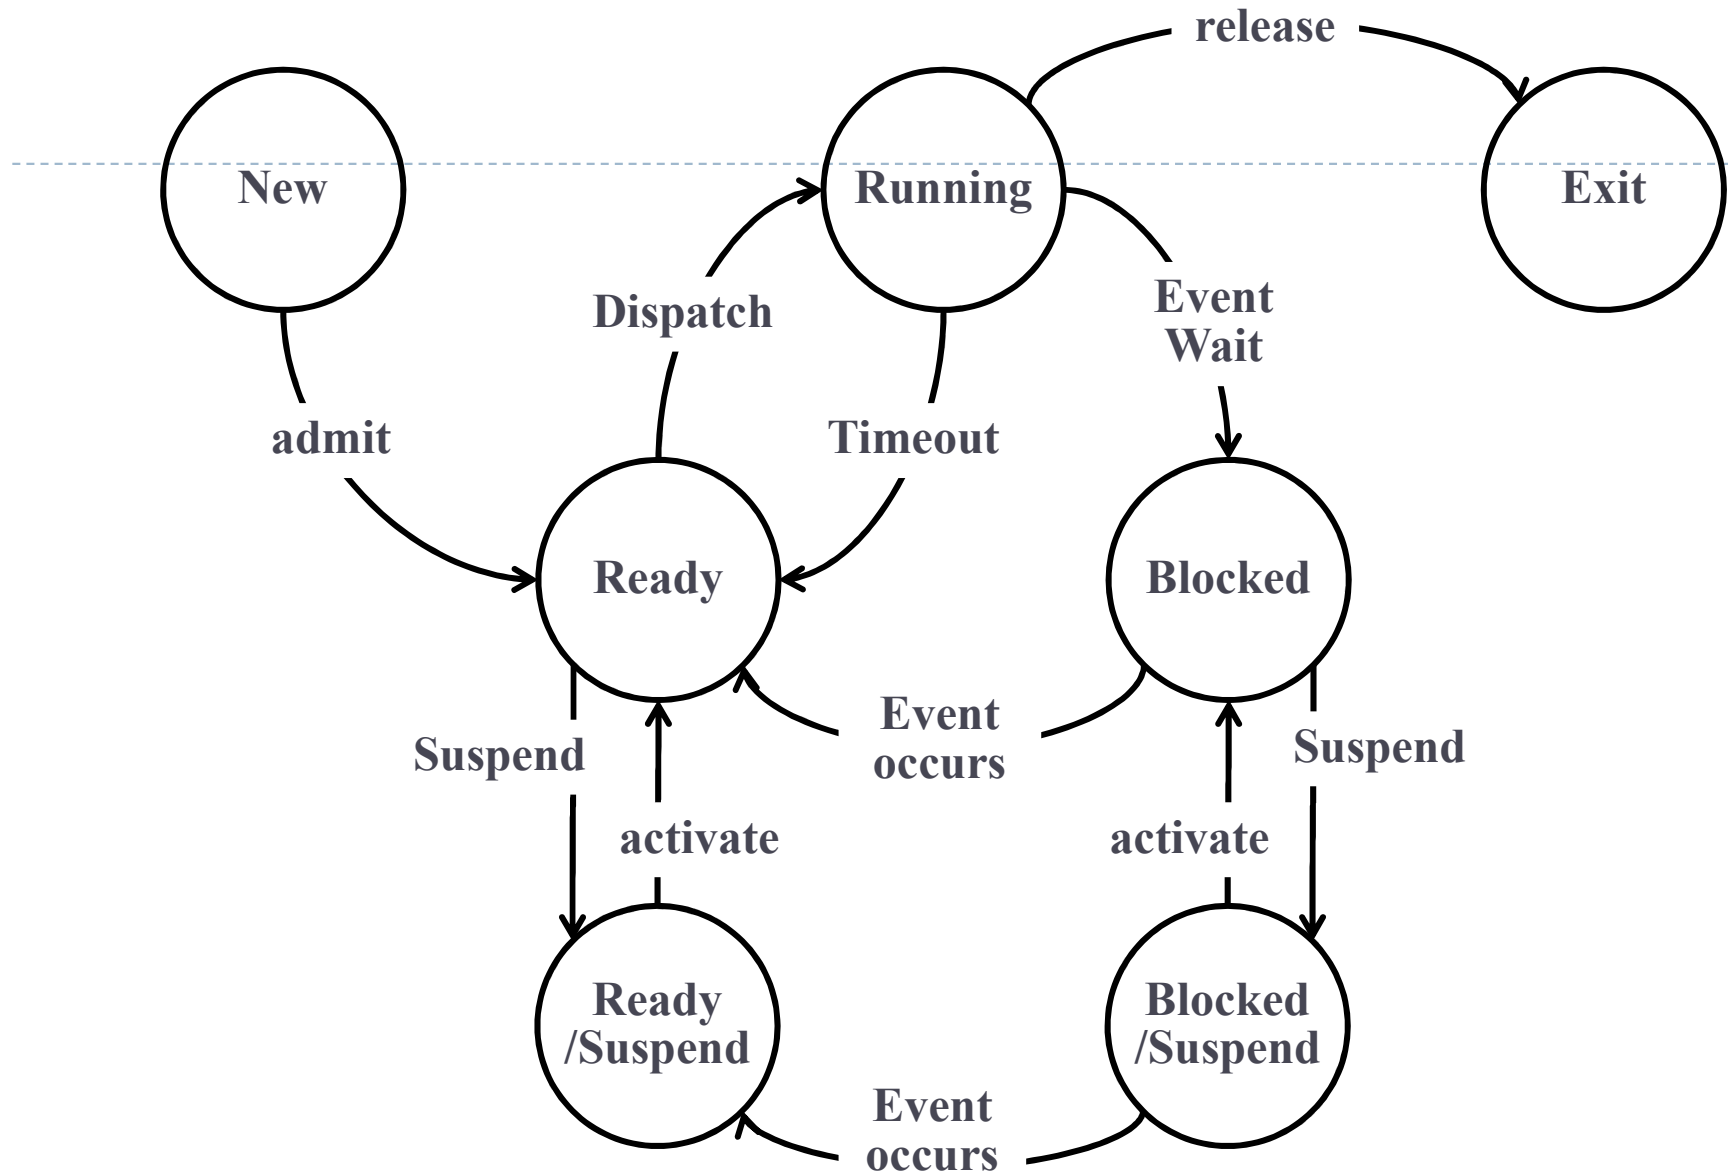 release
New
Running
Exit
Dispatch
Event
Wait
admit
Timeout
Ready
Blocked
Event
occurs
Suspend
Suspend
activate
activate
Ready
/Suspend
Blocked
/Suspend
Event
occurs